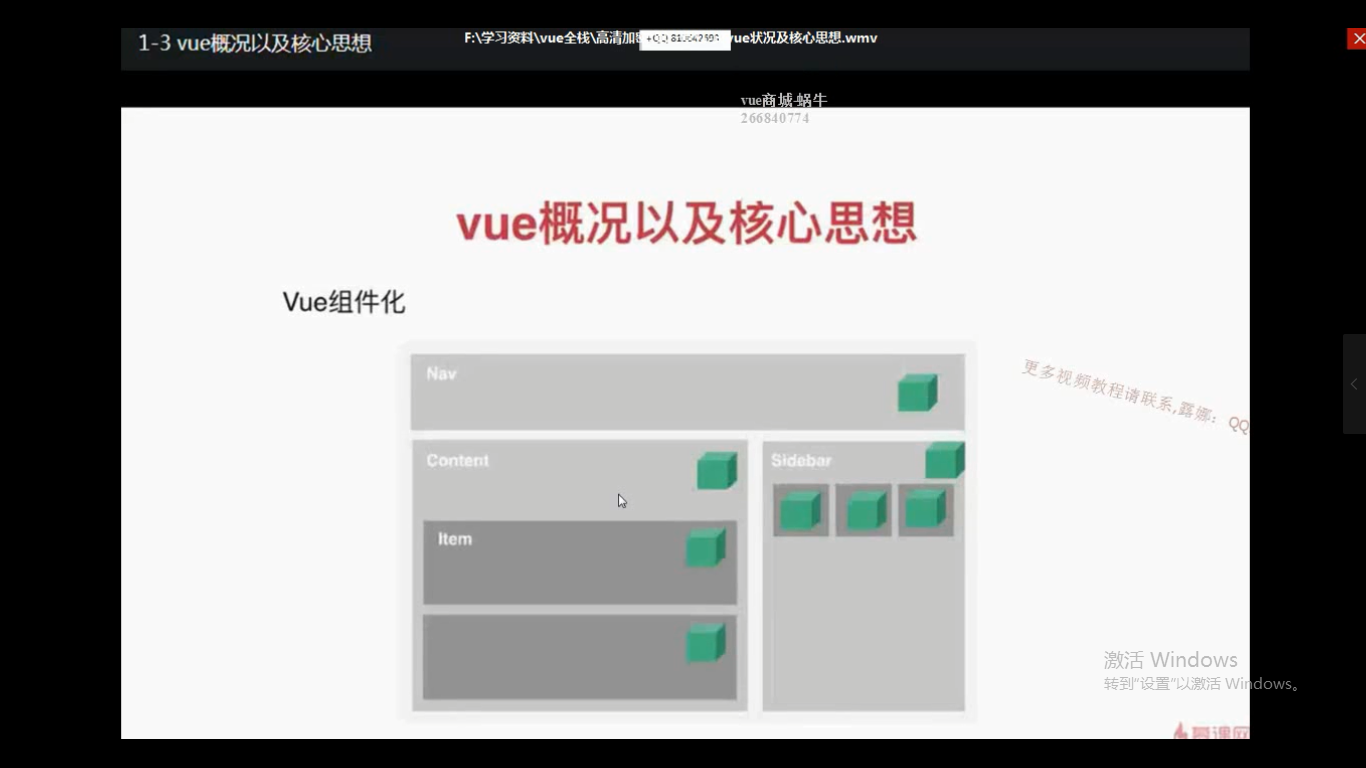 1-3 vue概况以及核心思想
F:\学习资料\vue全栈\高清加密 vue状况及核心思想.wmv
vue商城-蜗牛
266840774
vue概况以及核心思想
Vue组件化
Nav
更多视频教程请联系,露娜：QQ
Content
Sidebar
Item
激活 Windows
转到"设置"以激活 Windows。
慕课网